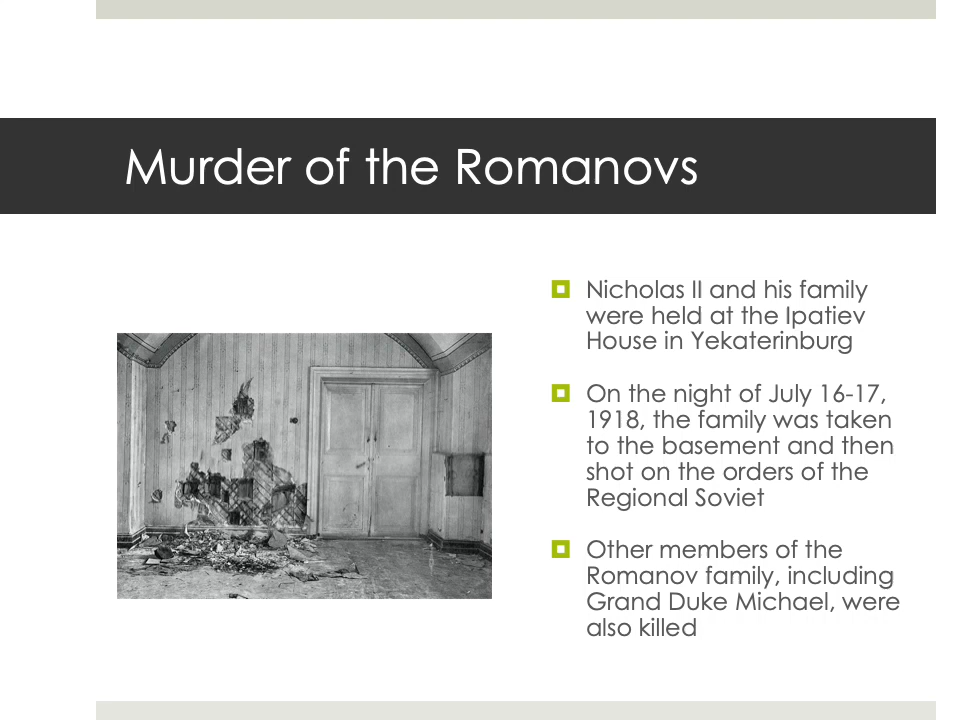 Murder of the Romanovs
Nicholas II and his family
were held at the Ipatiev
House in Yekaterinburg
On the night of July 16-17,
1918, the family was taken
to the basement and then
shot on the orders of the
Regional Soviet
Other members of the
Romanov family, including
Grand Duke Michael, were
also killed